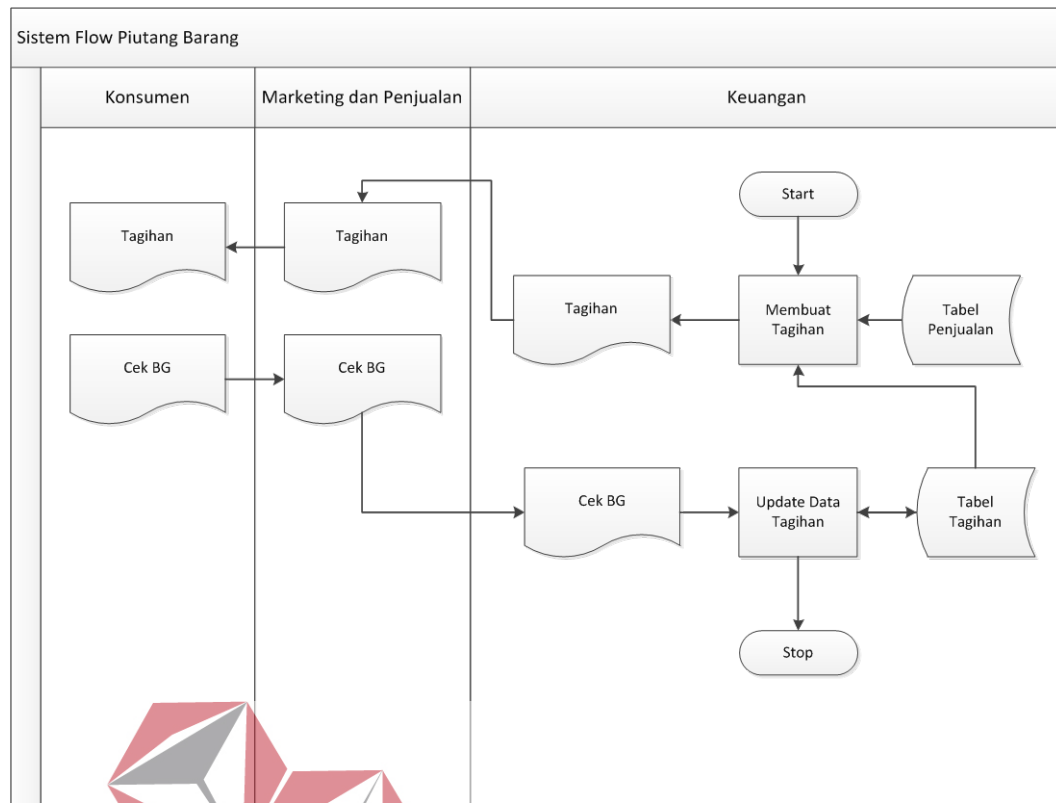 Sistem Flow Piutang Barang
Konsumen
Marketing dan Penjualan
Keuangan
Start
Tagihan
Tagihan
Tagihan
Membuat
Tagihan
Tabel
Penjualan
Cek BG
Cek BG
Cek BG
Update Data
Tagihan
Tabel
Tagihan
Stop